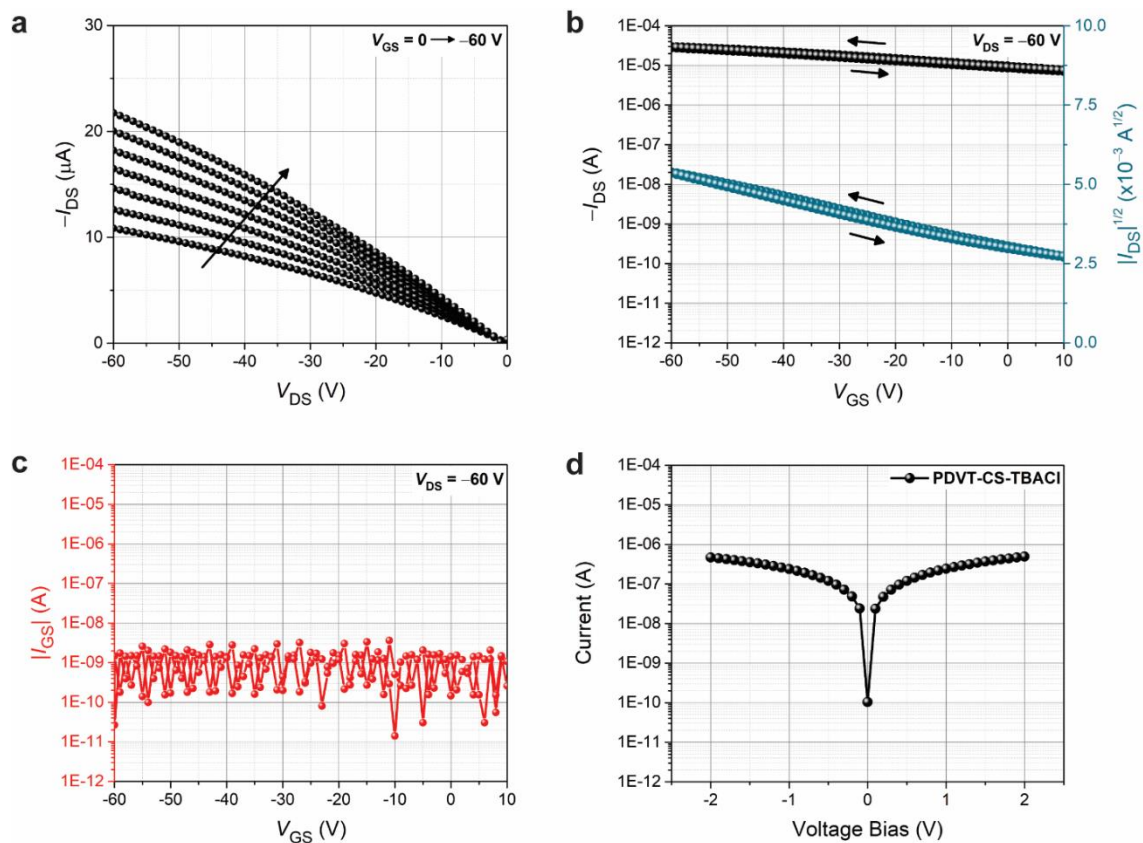 a
V_GS = 0 → −60 V
30
20
10
0
−I_DS (μA)
-60 -50 -40 -30 -20 -10 0
V_DS (V)
b
V_DS = −60 V
1E-04
1E-05
1E-06
1E-07
1E-08
1E-09
1E-10
1E-11
1E-12
−I_DS (A)
10.0
7.5
5.0
2.5
0.0
|I_DS|^1/2 (x10^−3 A^1/2)
-60 -50 -40 -30 -20 -10 0 10
V_GS (V)
c
V_DS = −60 V
1E-04
1E-05
1E-06
1E-07
1E-08
1E-09
1E-10
1E-11
1E-12
|I_GS| (A)
-60 -50 -40 -30 -20 -10 0 10
V_GS (V)
d
PDVT-CS-TBACl
1E-04
1E-05
1E-06
1E-07
1E-08
1E-09
1E-10
1E-11
1E-12
Current (A)
-2 -1 0 1 2
Voltage Bias (V)